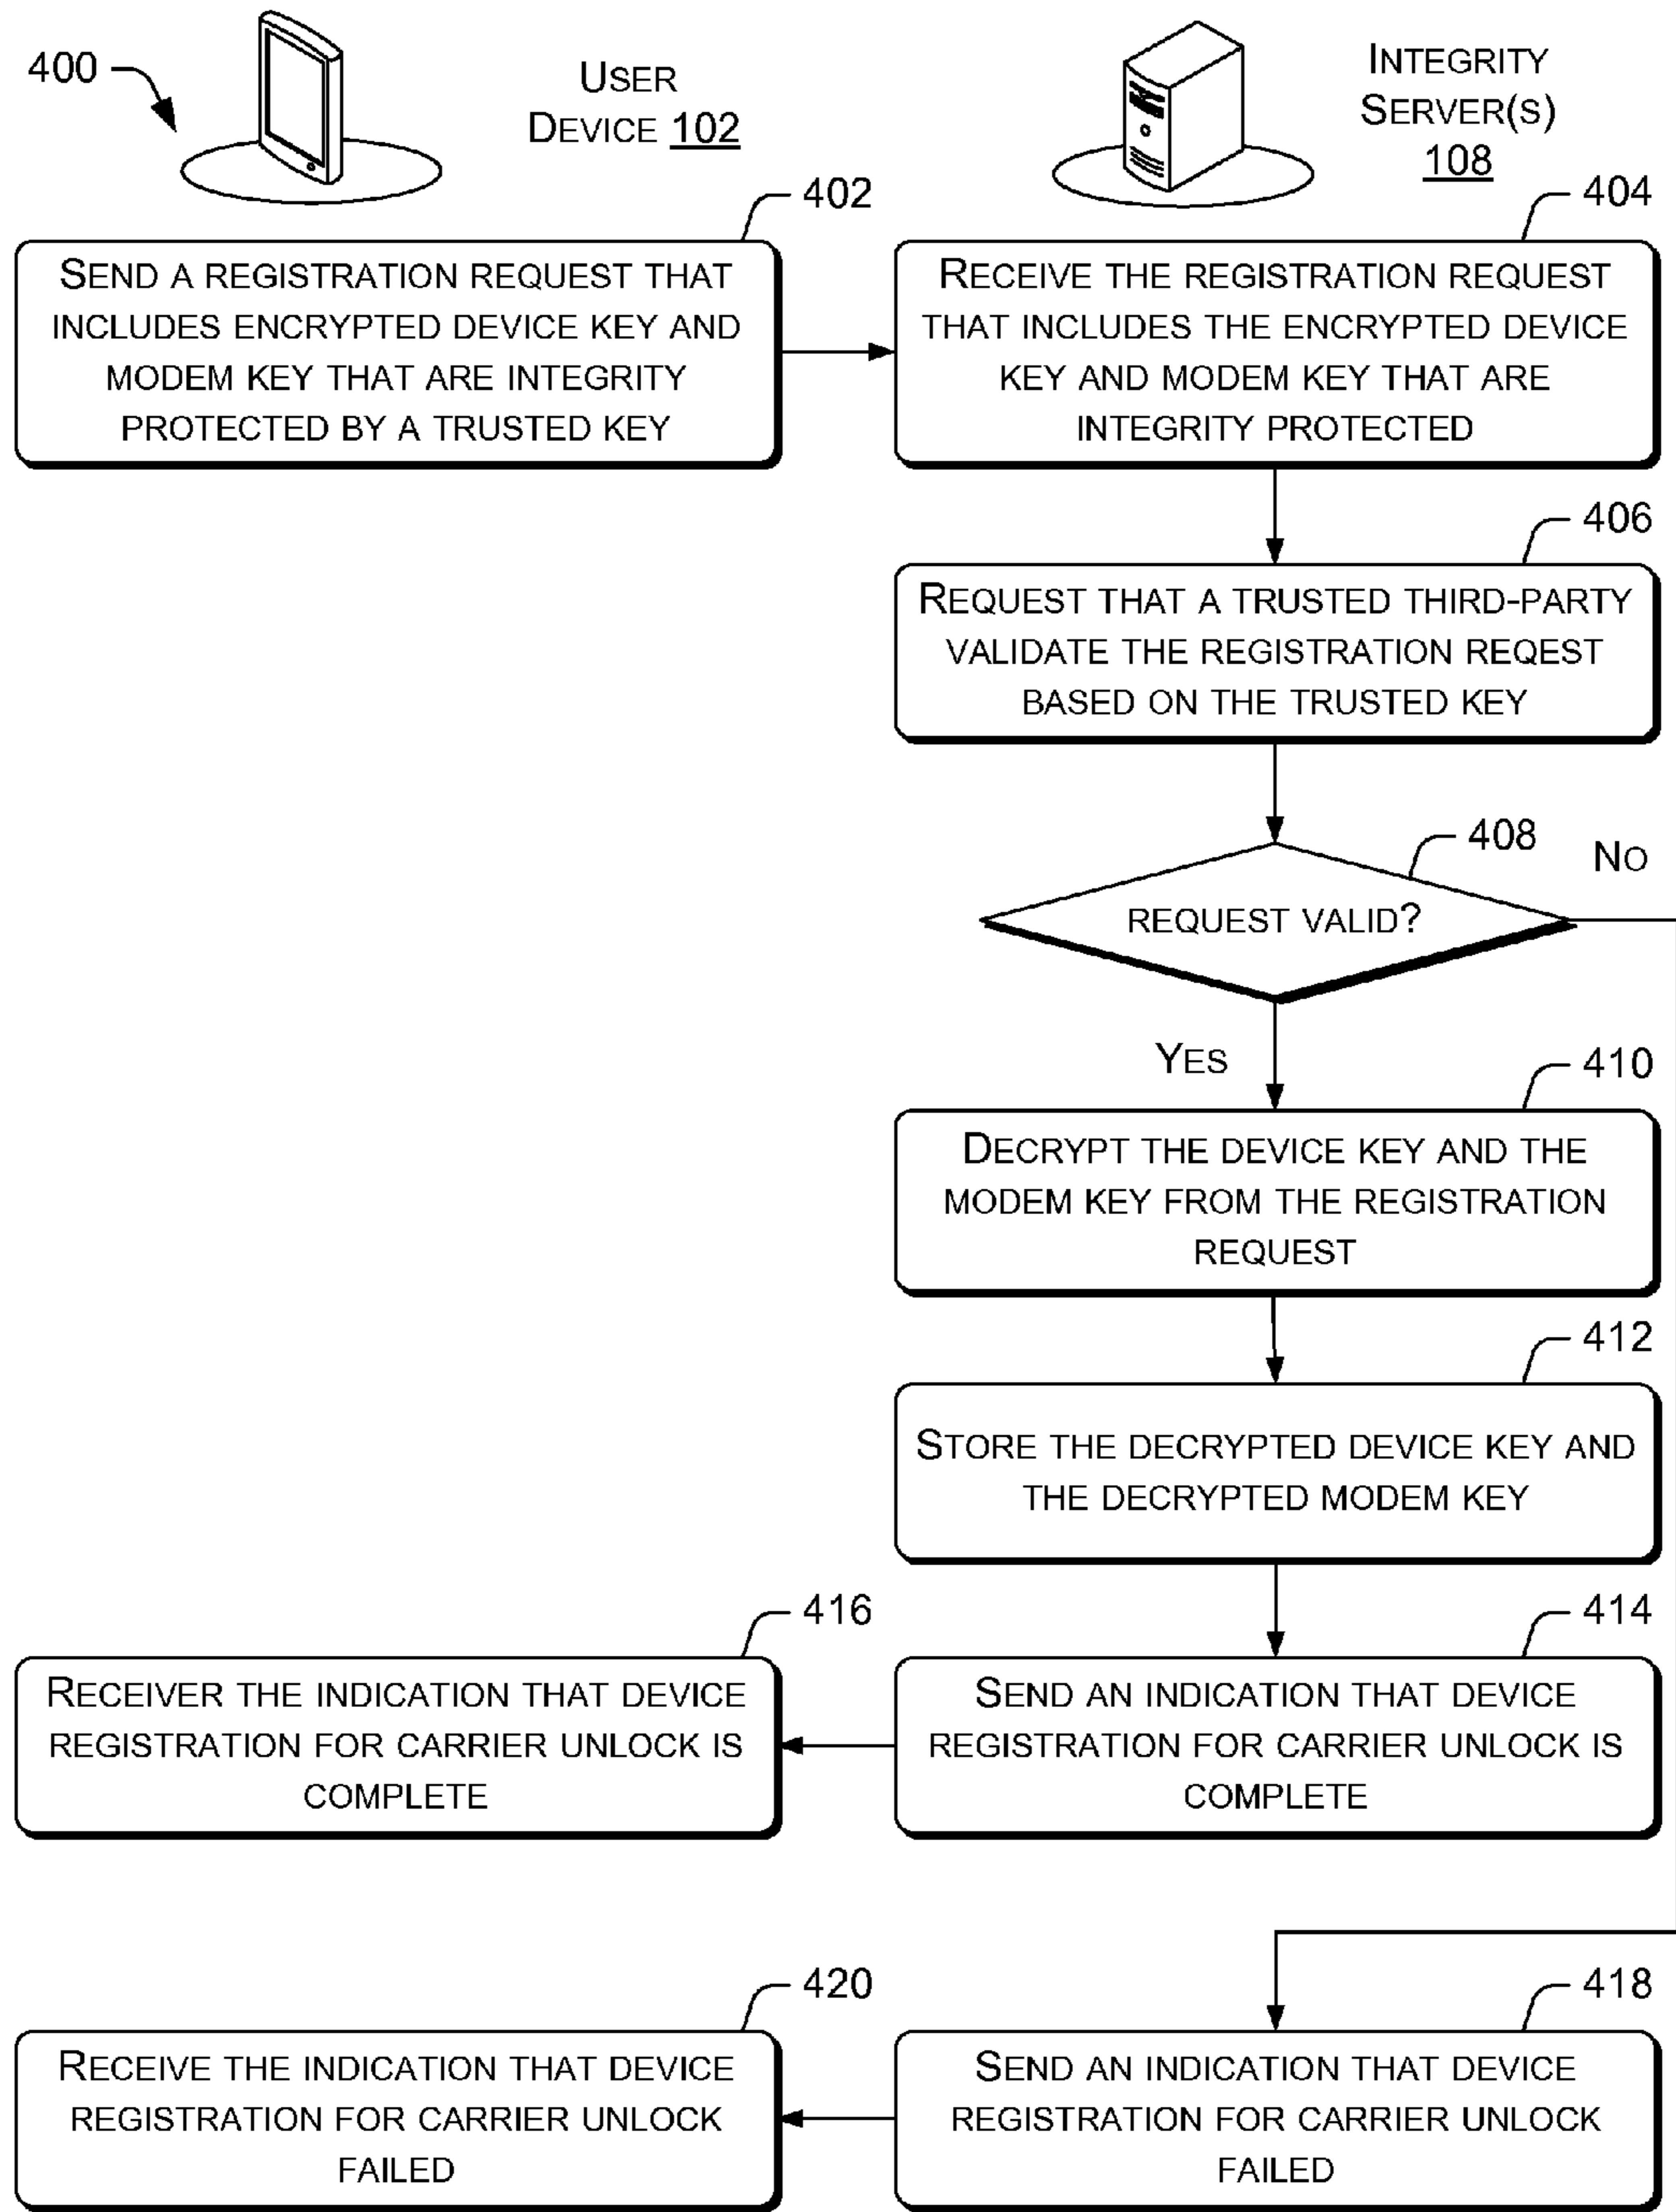 400
USER
DEVICE 102
INTEGRITY
SERVER(S)
108
402
SEND A REGISTRATION REQUEST THAT
INCLUDES ENCRYPTED DEVICE KEY AND
MODEM KEY THAT ARE INTEGRITY
PROTECTED BY A TRUSTED KEY
404
RECEIVE THE REGISTRATION REQUEST
THAT INCLUDES THE ENCRYPTED DEVICE
KEY AND MODEM KEY THAT ARE
INTEGRITY PROTECTED
406
REQUEST THAT A TRUSTED THIRD-PARTY
VALIDATE THE REGISTRATION REQEST
BASED ON THE TRUSTED KEY
408
NO
REQUEST VALID?
YES
410
DECRYPT THE DEVICE KEY AND THE
MODEM KEY FROM THE REGISTRATION
REQUEST
412
STORE THE DECRYPTED DEVICE KEY AND
THE DECRYPTED MODEM KEY
416
RECEIVER THE INDICATION THAT DEVICE
REGISTRATION FOR CARRIER UNLOCK IS
COMPLETE
414
SEND AN INDICATION THAT DEVICE
REGISTRATION FOR CARRIER UNLOCK IS
COMPLETE
420
RECEIVE THE INDICATION THAT DEVICE
REGISTRATION FOR CARRIER UNLOCK
FAILED
418
SEND AN INDICATION THAT DEVICE
REGISTRATION FOR CARRIER UNLOCK
FAILED